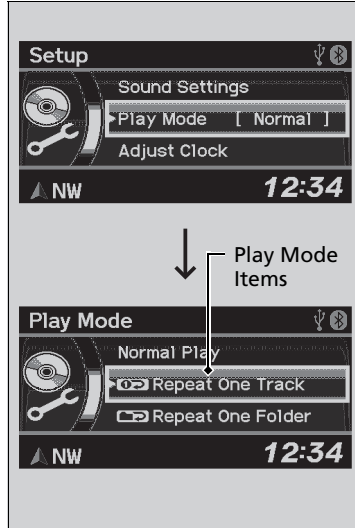 Setup
Sound Settings
Play Mode [ Normal ]
Adjust Clock
NW 12:34
Play Mode
Items
Play Mode
Normal Play
Repeat One Track
Repeat One Folder
NW 12:34